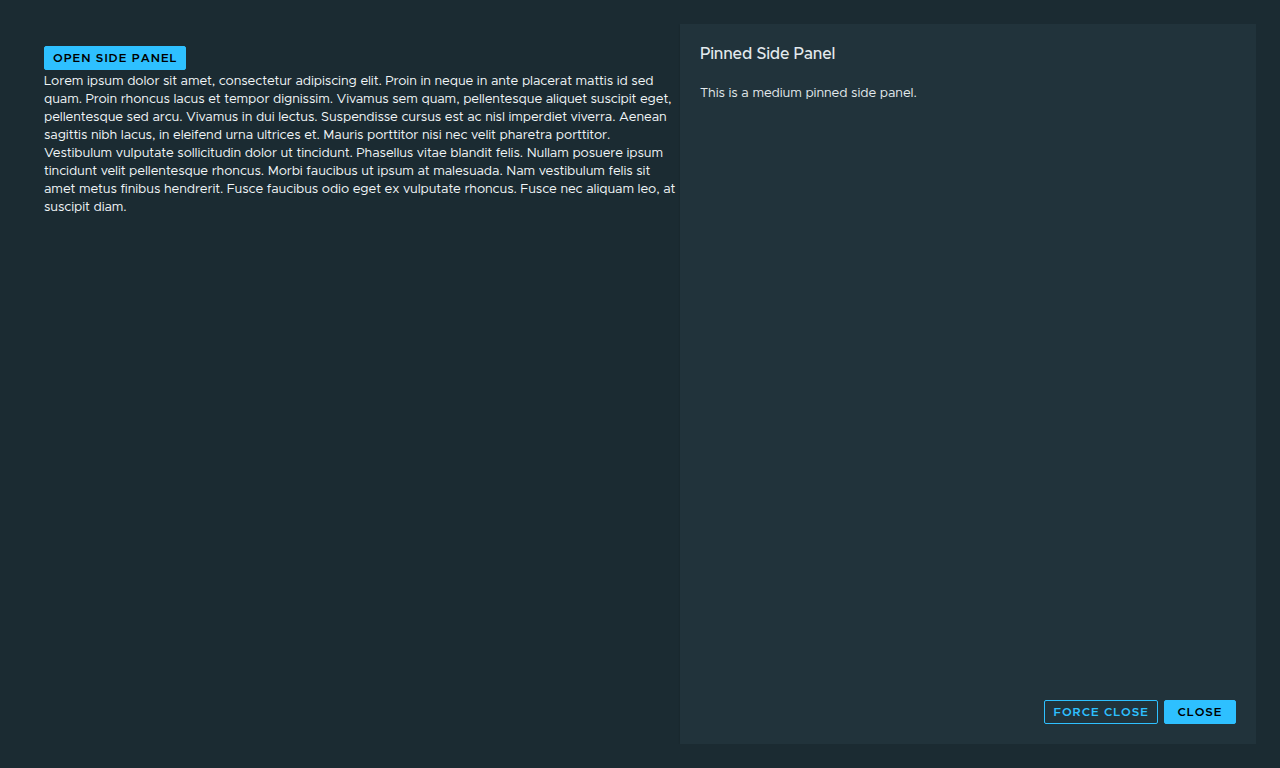 OPEN SIDE PANEL
Lorem ipsum dolor sit amet, consectetur adipiscing elit. Proin in neque in ante placerat mattis id sed
quam. Proin rhoncus lacus et tempor dignissim. Vivamus sem quam, pellentesque aliquet suscipit eget,
pellentesque sed arcu. Vivamus in dui lectus. Suspendisse cursus est ac nisl imperdiet viverra. Aenean
sagittis nibh lacus, in eleifend urna ultrices et. Mauris porttitor nisi nec velit pharetra porttitor.
Vestibulum vulputate sollicitudin dolor ut tincidunt. Phasellus vitae blandit felis. Nullam posuere ipsum
tincidunt velit pellentesque rhoncus. Morbi faucibus ut ipsum at malesuada. Nam vestibulum felis sit
amet metus finibus hendrerit. Fusce faucibus odio eget ex vulputate rhoncus. Fusce nec aliquam leo, at
suscipit diam.
Pinned Side Panel
This is a medium pinned side panel.
FORCE CLOSE
CLOSE